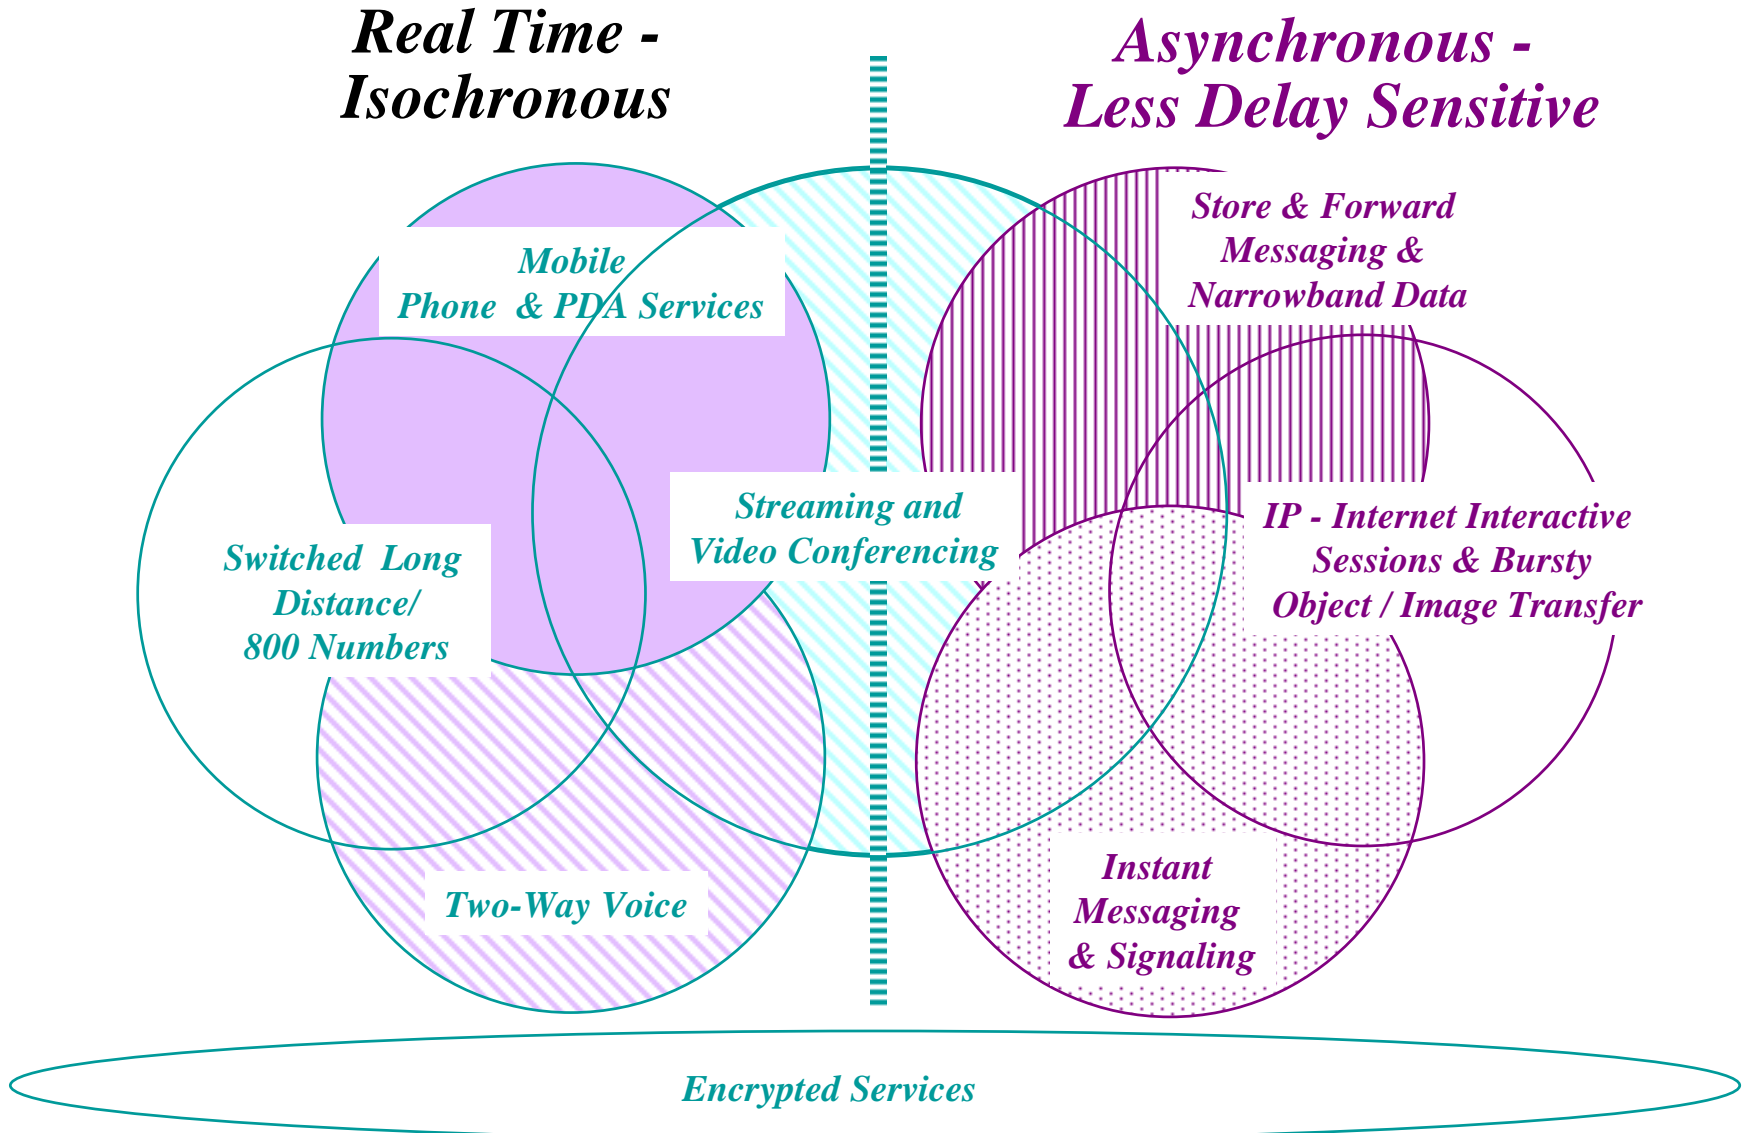 Real Time -
Isochronous
Asynchronous -
Less Delay Sensitive
Mobile
Phone & PDA Services
Store & Forward
Messaging &
Narrowband Data
Switched Long
Distance/
800 Numbers
Streaming and
Video Conferencing
IP - Internet Interactive
Sessions & Bursty
Object / Image Transfer
Two-Way Voice
Instant
Messaging
& Signaling
Encrypted Services